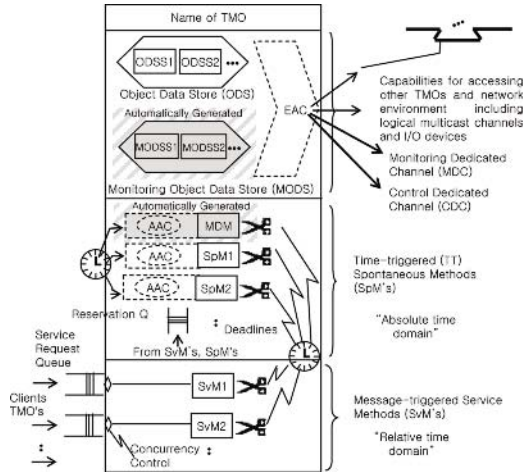 Name of TMO
ODSS1 ODSS2 •••
Object Data Store (ODS)
EAC
Automatically Generated
MODSS1 MODSS2 •••
Monitoring Object Data Store (MODS)
•••
Capabilities for accessing
other TMOs and network
environment including
logical multicast channels
and I/O devices
Monitoring Dedicated
Channel (MDC)
Control Dedicated
Channel (CDC)
Automatically Generated
AAC MDM
AAC SpM1
AAC SpM2
Reservation Q
: Deadlines
From SvM's, SpM's
Time-triggered (TT)
Spontaneous Methods
(SpM's)
"Absolute time
domain"
Service
Request
Queue
Clients
TMO's
:
SvM1
SvM2
Concurrency
Control
:
Message-triggered Service
Methods (SvM's)
"Relative time
domain"